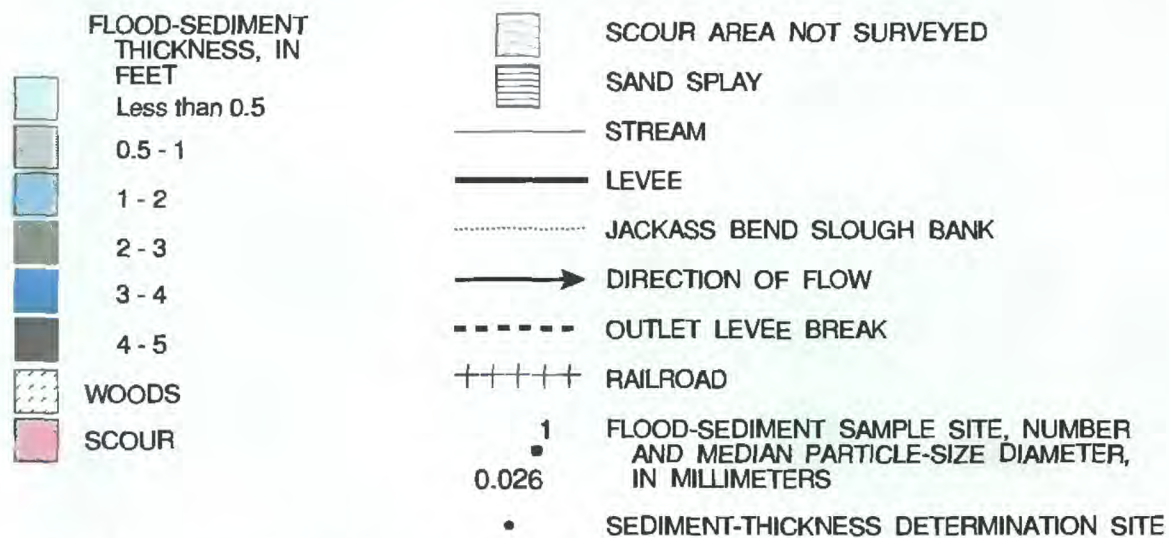 FLOOD-SEDIMENT
THICKNESS, IN
FEET
Less than 0.5
0.5 - 1
1 - 2
2 - 3
3 - 4
4 - 5
WOODS
SCOUR
SCOUR AREA NOT SURVEYED
SAND SPLAY
STREAM
LEVEE
JACKASS BEND SLOUGH BANK
DIRECTION OF FLOW
OUTLET LEVEE BREAK
RAILROAD
1
0.026
FLOOD-SEDIMENT SAMPLE SITE, NUMBER
AND MEDIAN PARTICLE-SIZE DIAMETER,
IN MILLIMETERS
SEDIMENT-THICKNESS DETERMINATION SITE